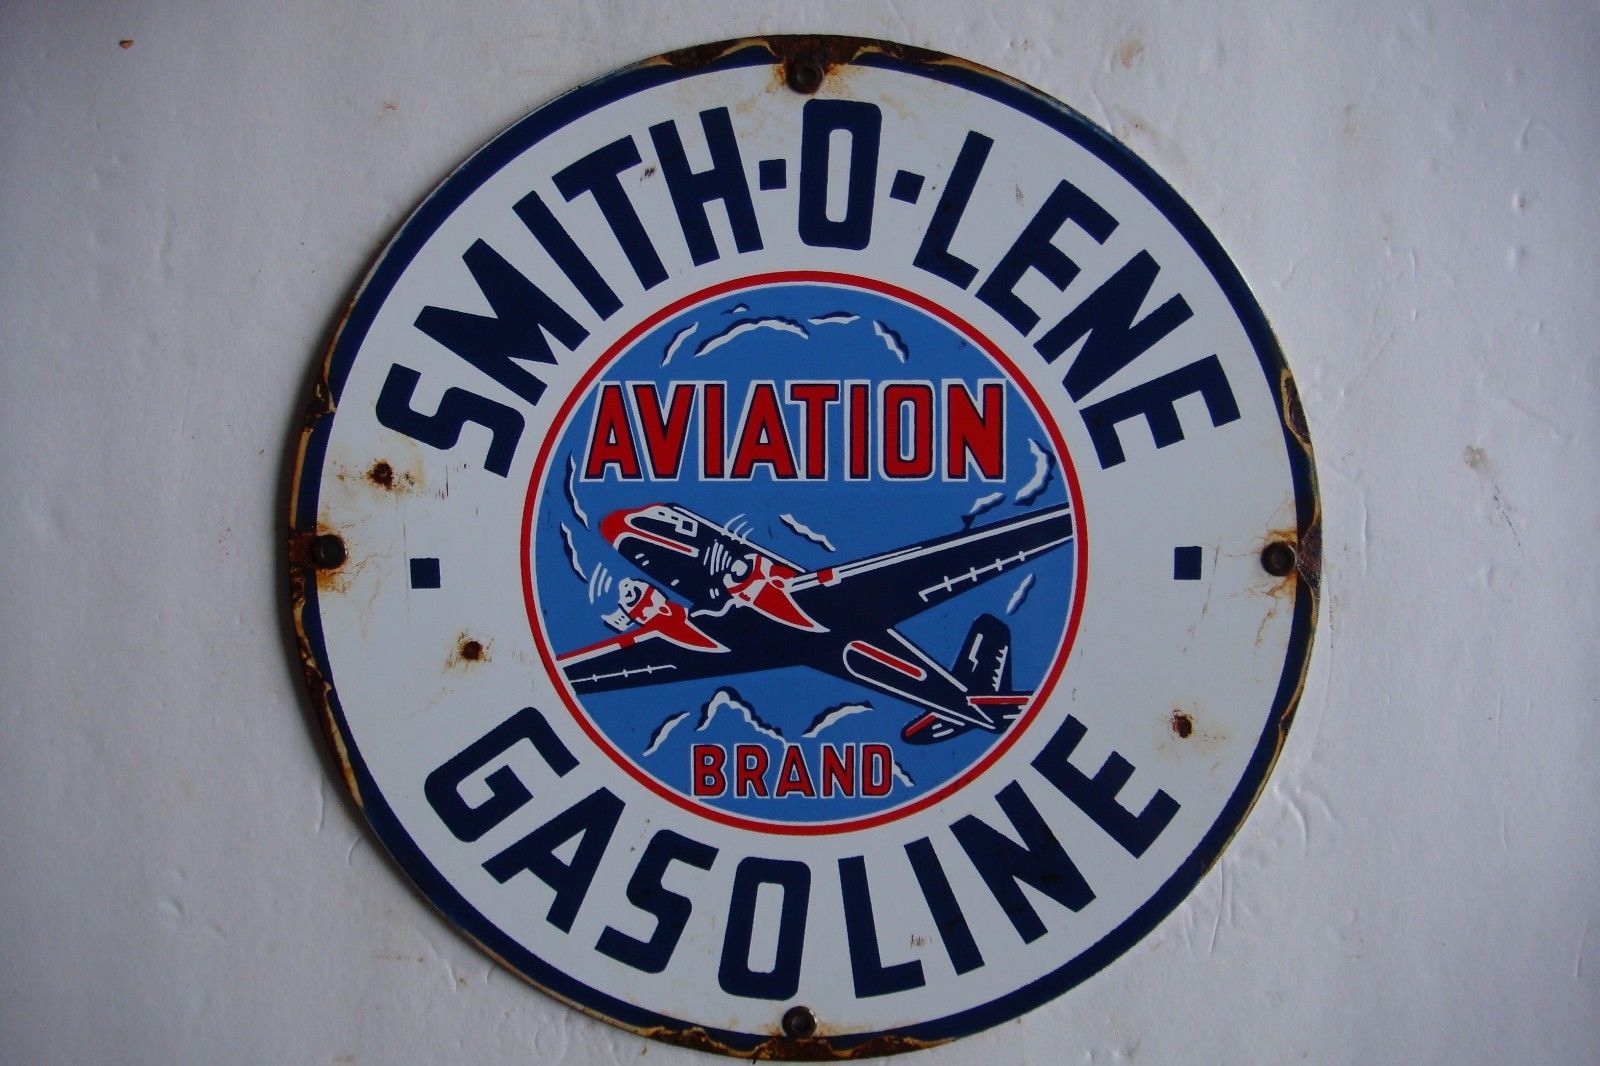 SMITH-O-LENE
AVIATION
BRAND
GASOLINE